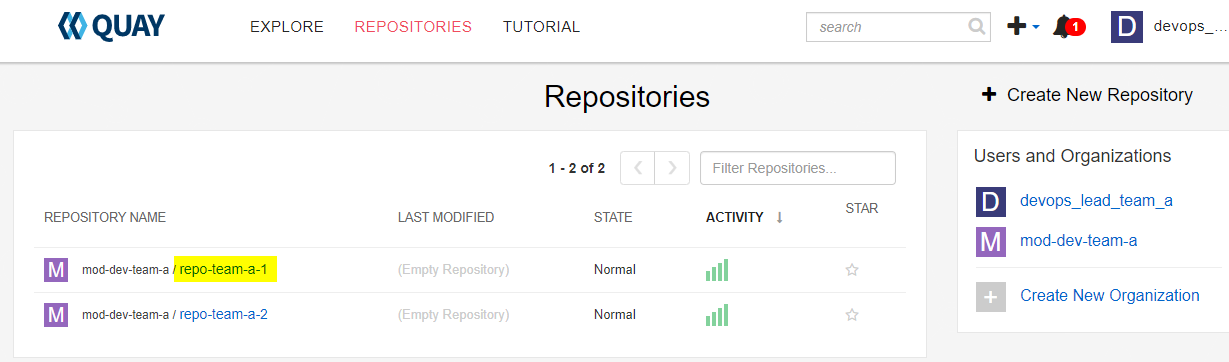 QUAY EXPLORE REPOSITORIES TUTORIAL search 1 D devops_...
Repositories
+ Create New Repository
1 - 2 of 2 Filter Repositories...
Users and Organizations
REPOSITORY NAME LAST MODIFIED STATE ACTIVITY STAR
D devops_lead_team_a
M mod-dev-team-a
M mod-dev-team-a / repo-team-a-1 (Empty Repository) Normal
Create New Organization
M mod-dev-team-a / repo-team-a-2 (Empty Repository) Normal